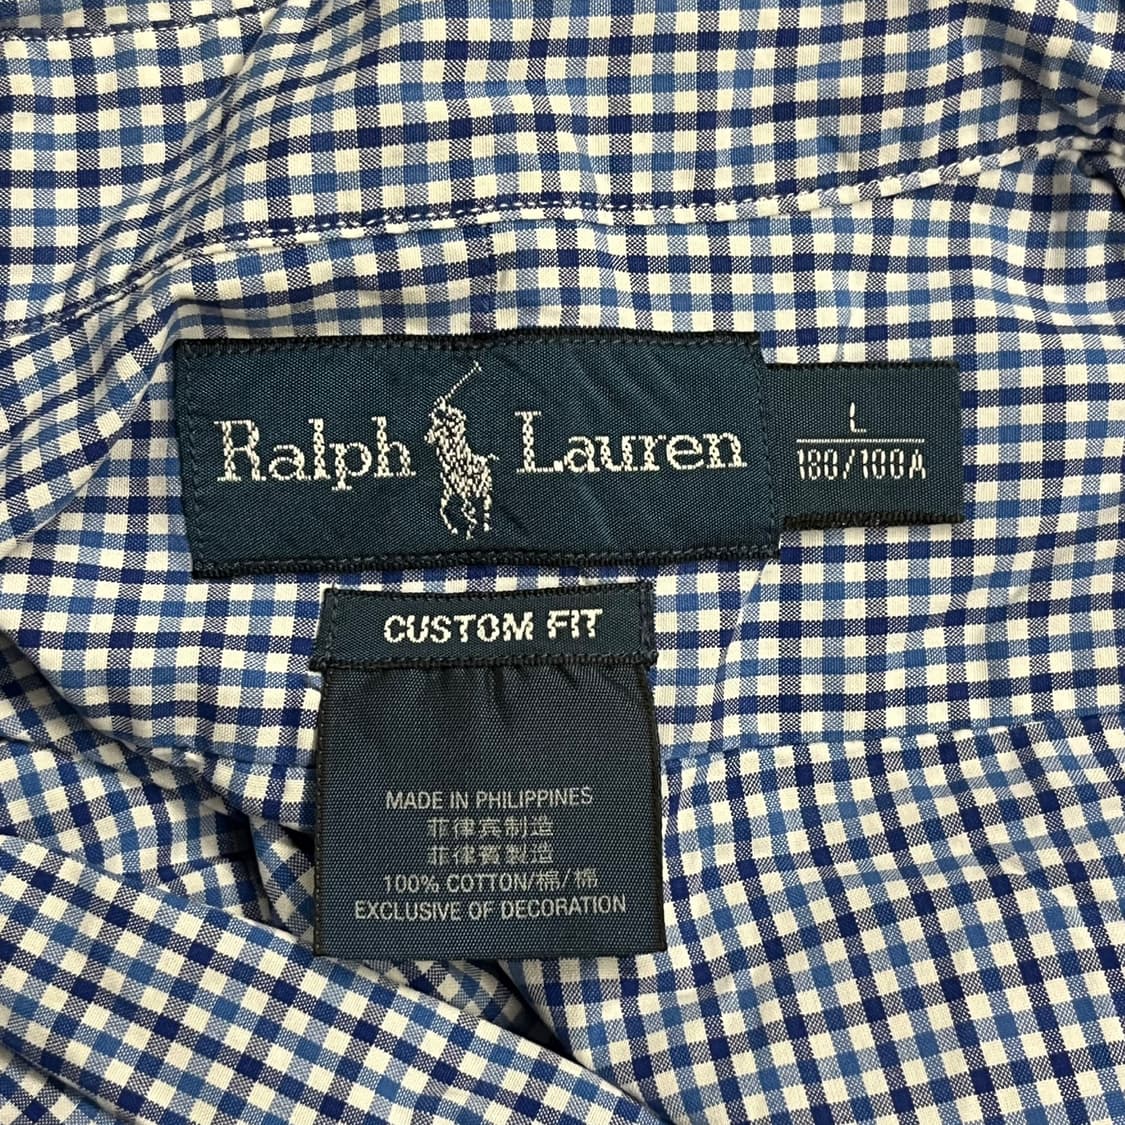 Ralph Lauren
L
180/100A
CUSTOM FIT
MADE IN PHILIPPINES
菲律宾制造
菲律賓製造
100% COTTON/棉/棉
EXCLUSIVE OF DECORATION